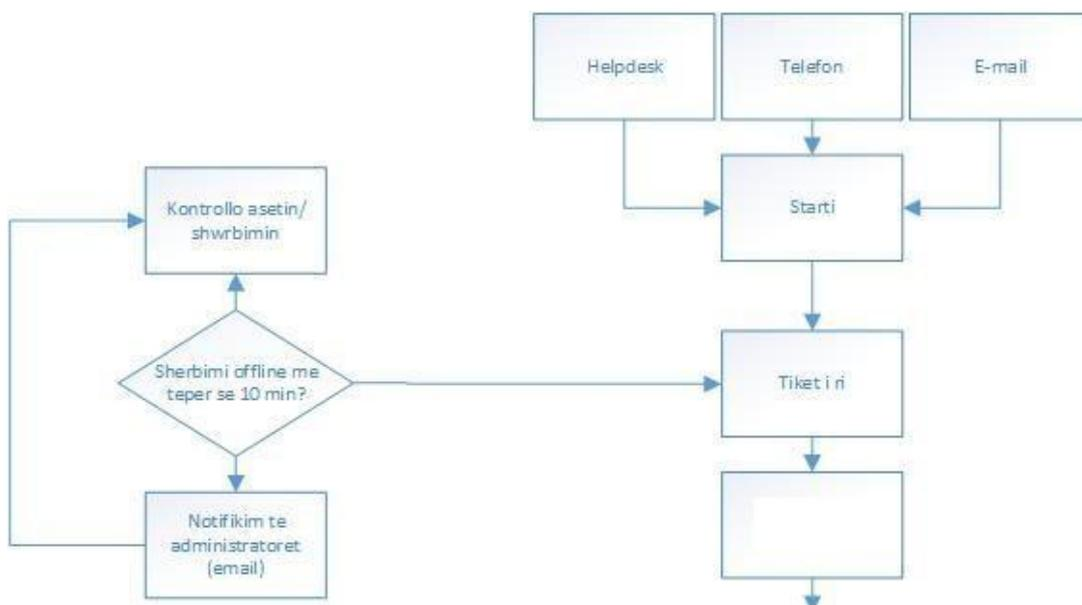 Helpdesk
Telefon
E-mail
Kontrollo asetin/
shwrbimin
Starti
Sherbimi offline me
teper se 10 min?
Tiket i ri
Notifikim te
administratoret
(email)